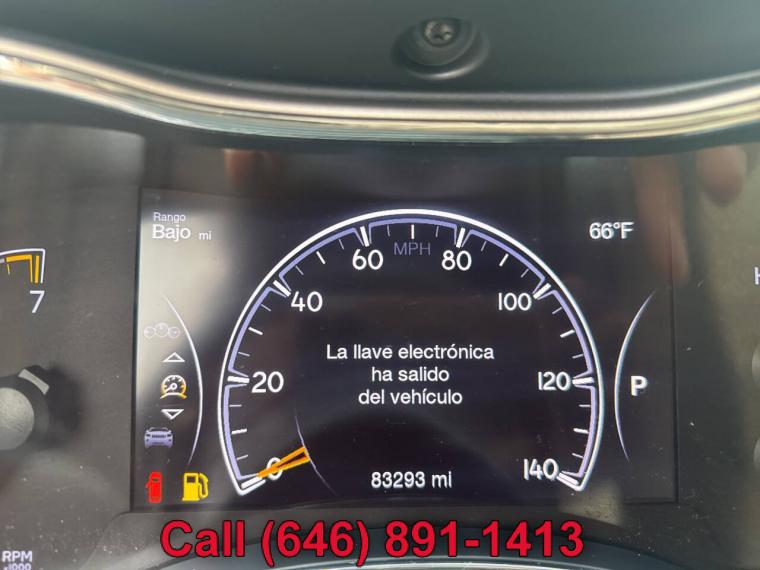 Rango
Bajo mi
66°F
MPH
0
20
40
60
80
100
120
140
7
La llave electrónica
ha salido
del vehículo
P
83293 mi
RPM
x1000
H
Call (646) 891-1413